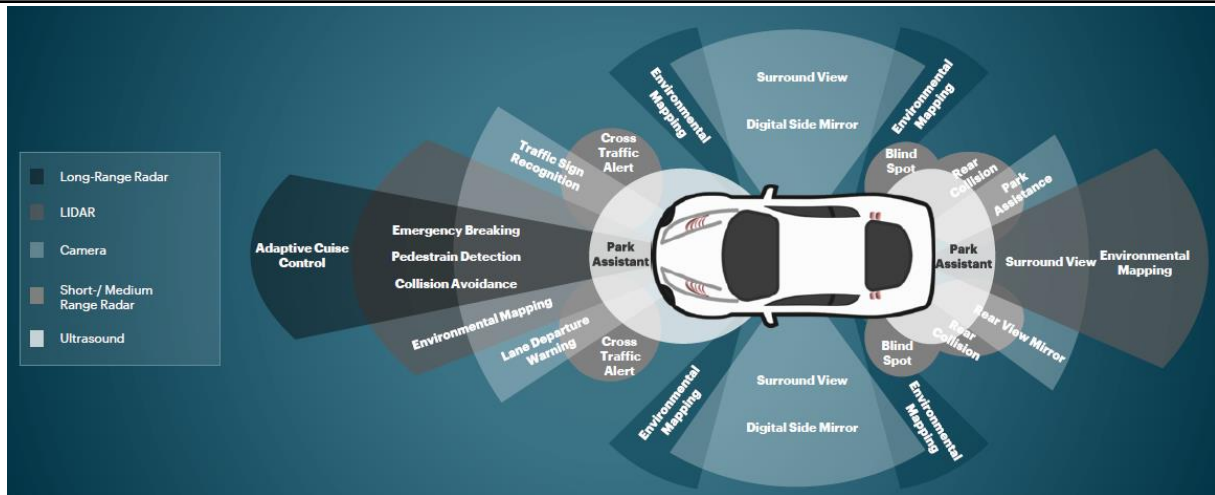 Long-Range Radar
LIDAR
Camera
Short-/ Medium
Range Radar
Ultrasound
Adaptive Cuise
Control
Emergency Breaking
Pedestrain Detection
Collision Avoidance
Environmental Mapping
Traffic Sign
Recognition
Lane Departure
Warning
Cross
Traffic
Alert
Cross
Traffic
Alert
Park
Assistant
Environmental
Mapping
Surround View
Digital Side Mirror
Environmental
Mapping
Environmental
Mapping
Surround View
Digital Side Mirror
Environmental
Mapping
Blind
Spot
Rear
Collision
Park
Assistance
Park
Assistant
Surround View
Environmental
Mapping
Blind
Spot
Rear
Collision
Rear View Mirror